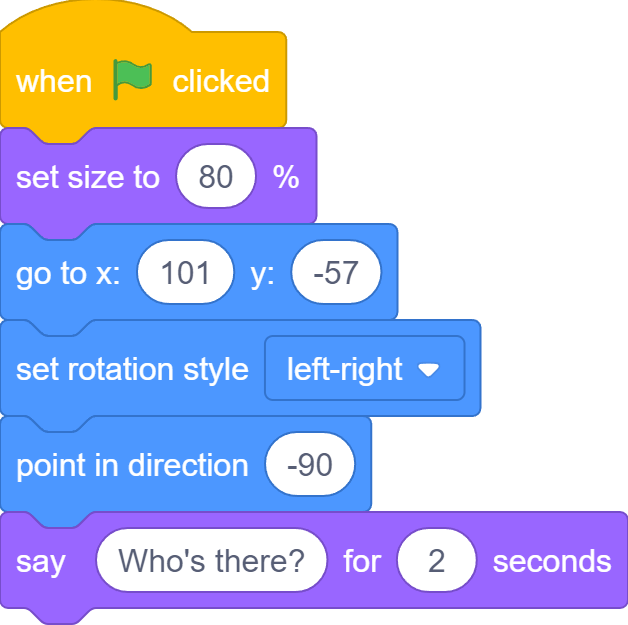 when clicked
set size to 80 %
go to x: 101 y: -57
set rotation style left-right
point in direction -90
say Who's there? for 2 seconds